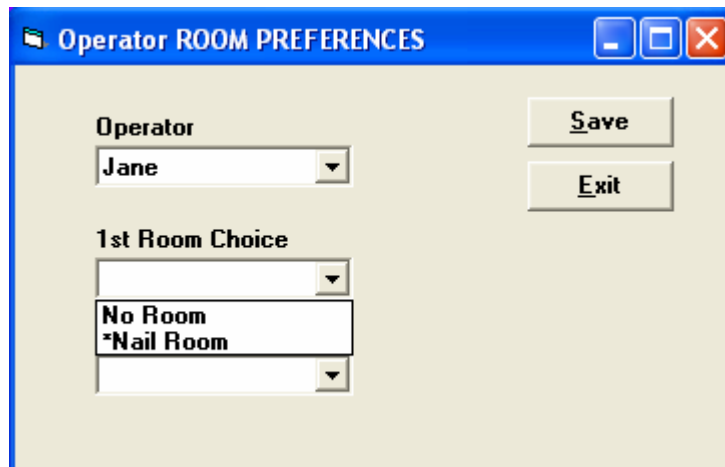 Operator ROOM PREFERENCES
Operator
Save
Jane
Exit
1st Room Choice
No Room
*Nail Room